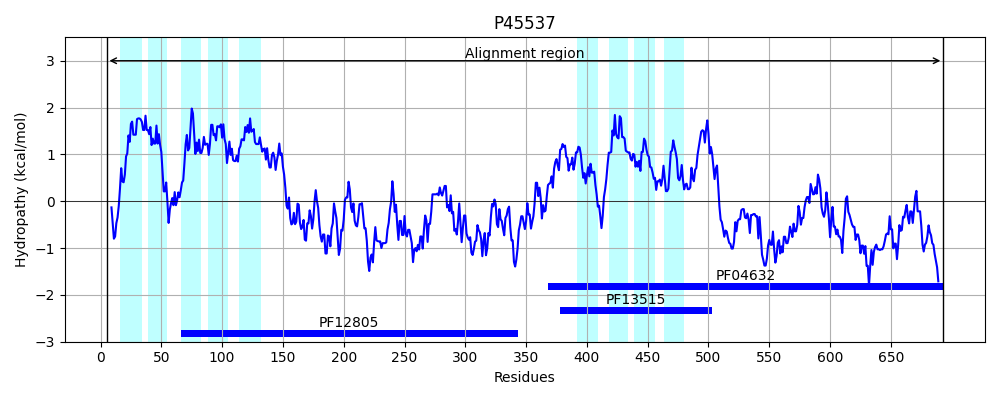 P45537
Alignment region
3
2
1
0
−1
−2
−3
Hydropathy (kcal/mol)
PF04632
PF13515
PF12805
0 50 100 150 200 250 300 350 400 450 500 550 600 650
Residues